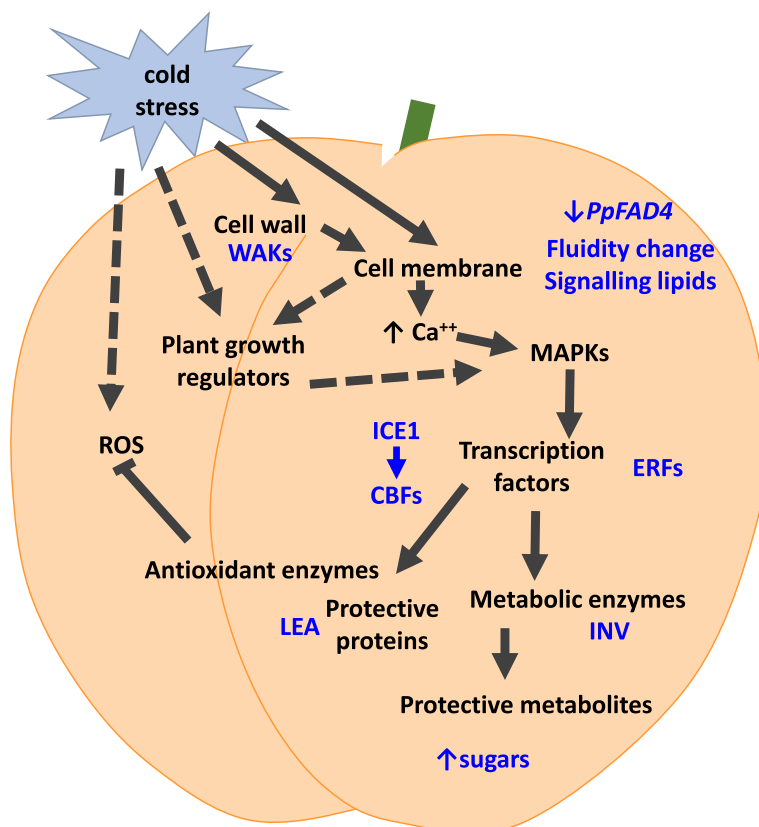 cold
stress
↓PpFAD4
Cell wall
WAKs
Fluidity change
Signalling lipids
Cell membrane
↑ Ca⁺⁺
Plant growth
regulators
MAPKs
ROS
ICE1
CBFs
Transcription
factors
ERFs
Antioxidant enzymes
Protective
proteins
LEA
Metabolic enzymes
INV
Protective metabolites
↑sugars